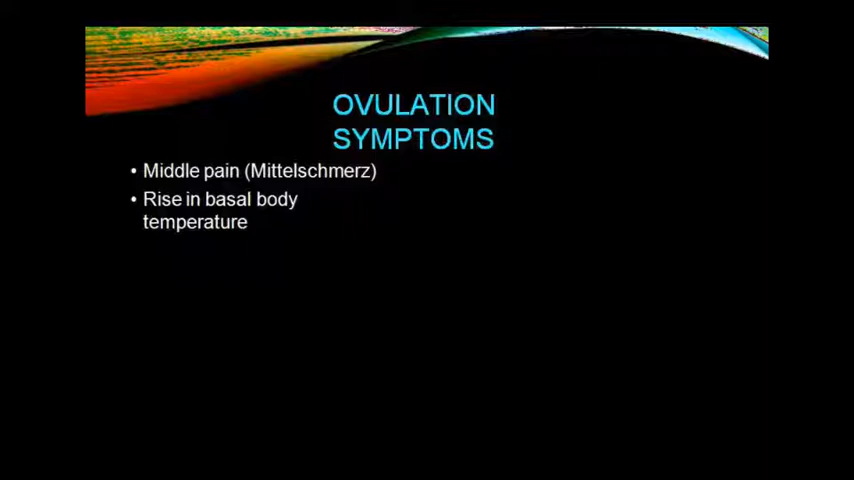 OVULATION
SYMPTOMS
• Middle pain (Mittelschmerz)
• Rise in basal body
temperature